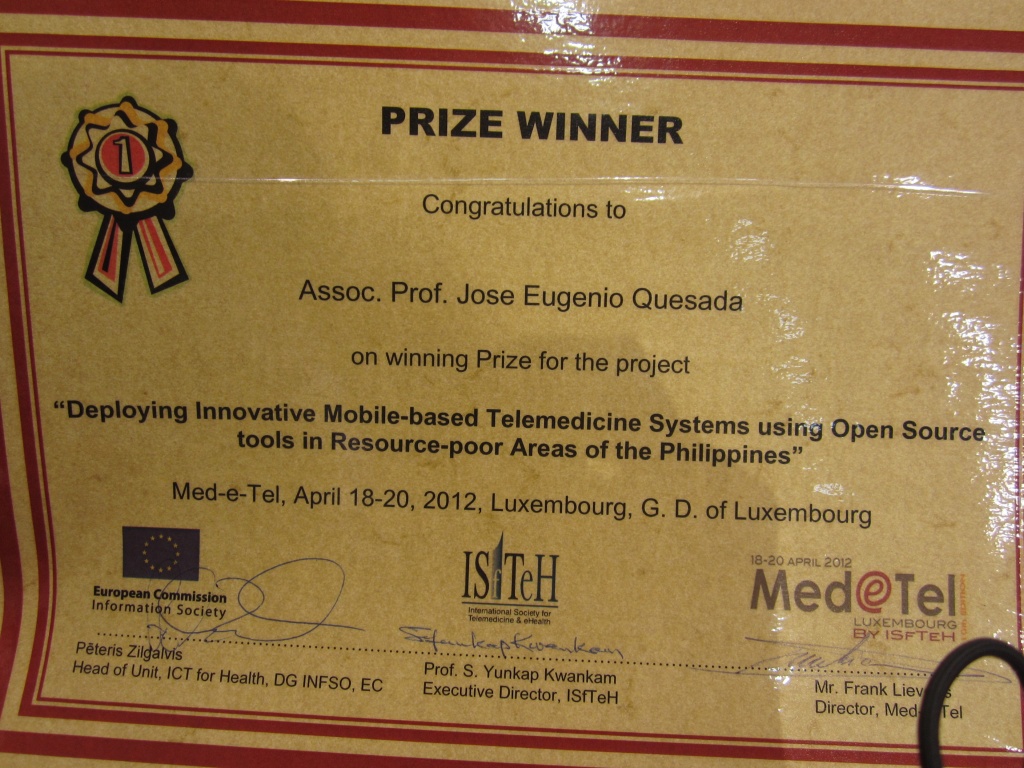 1
PRIZE WINNER
Congratulations to
Assoc. Prof. Jose Eugenio Quesada
on winning Prize for the project
“Deploying Innovative Mobile-based Telemedicine Systems using Open Source
tools in Resource-poor Areas of the Philippines”
Med-e-Tel, April 18-20, 2012, Luxembourg, G. D. of Luxembourg
European Commission
Information Society
Pēteris Zilgalvis
Head of Unit, ICT for Health, DG INFSO, EC
ISfTeH
International Society for
Telemedicine & eHealth
S Yunkap Kwankam
Prof. S. Yunkap Kwankam
Executive Director, ISfTeH
18-20 APRIL 2012
Med@Tel
LUXEMBOURG
BY ISFTEH
Mr. Frank
Director,